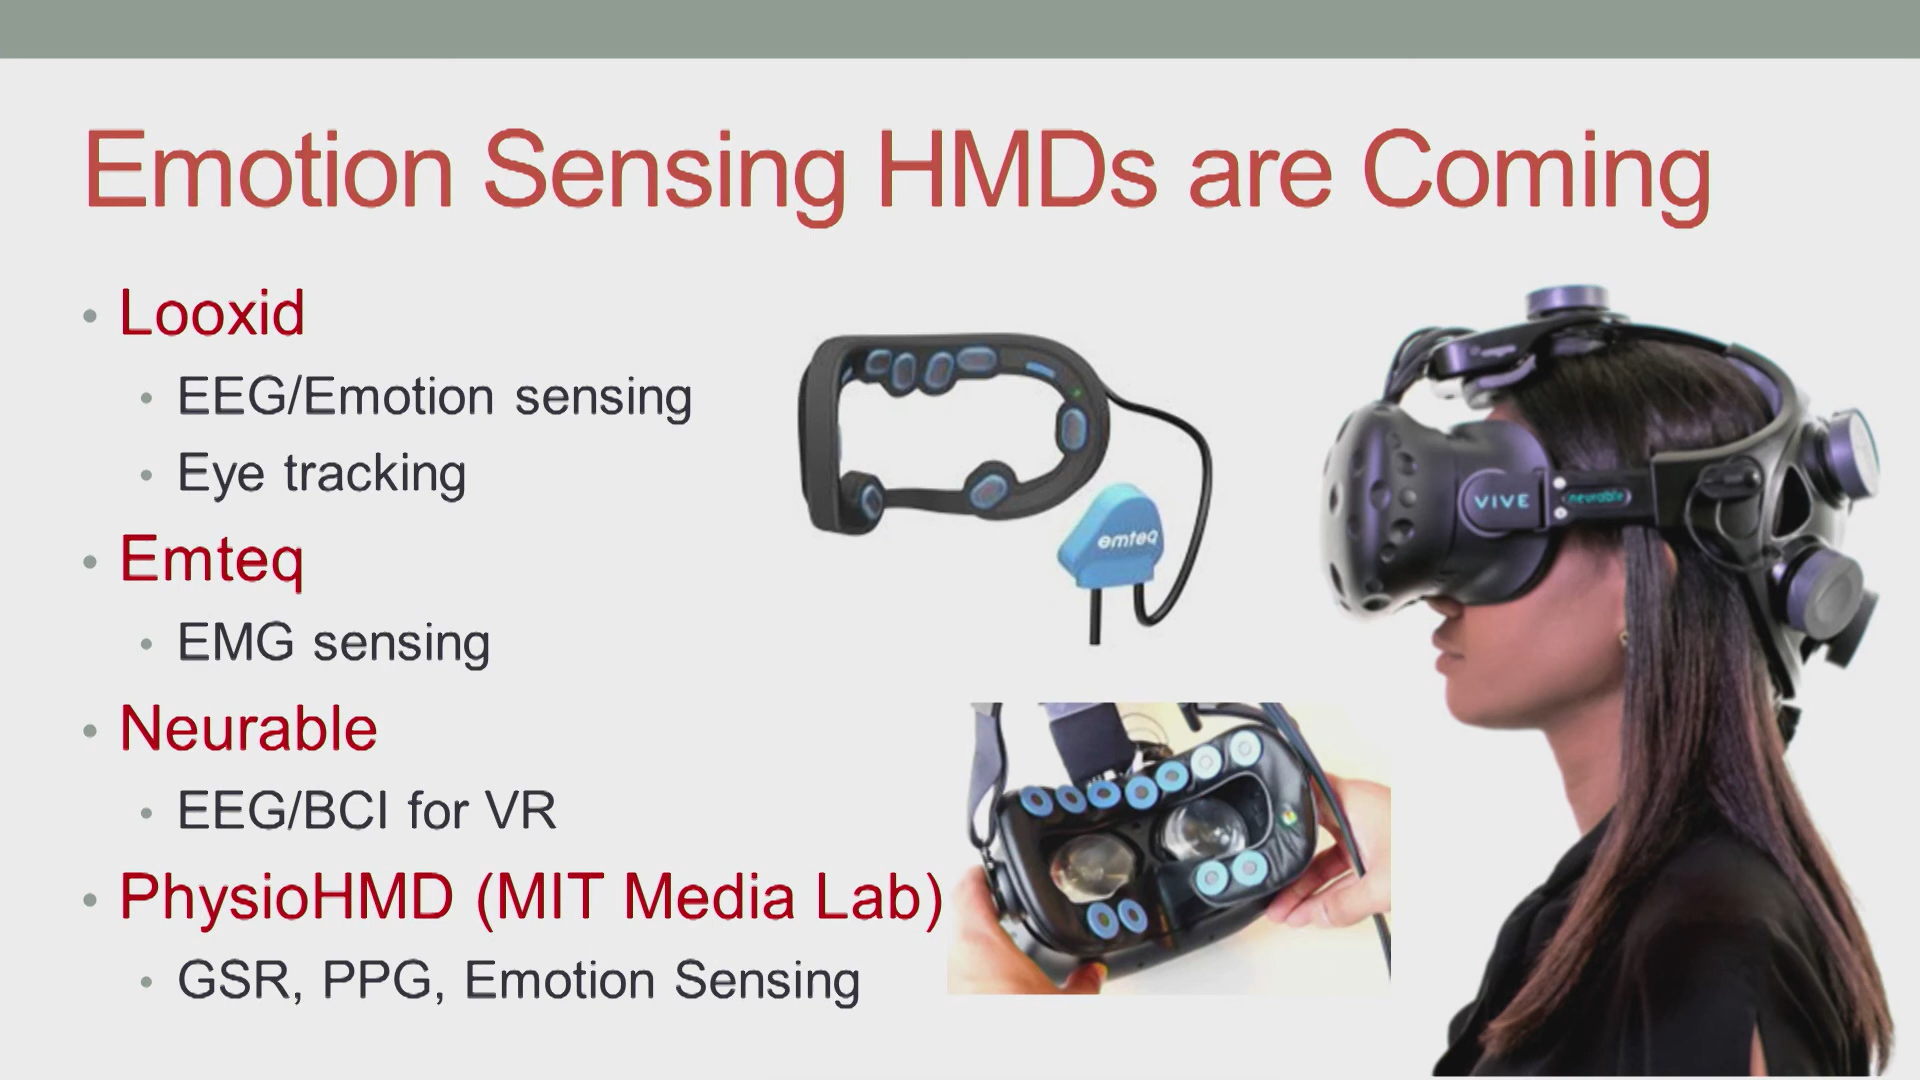 Emotion Sensing HMDs are Coming
Looxid
EEG/Emotion sensing
Eye tracking
Emteq
EMG sensing
Neurable
EEG/BCI for VR
PhysioHMD (MIT Media Lab)
GSR, PPG, Emotion Sensing
emteq
VIVE
neurable